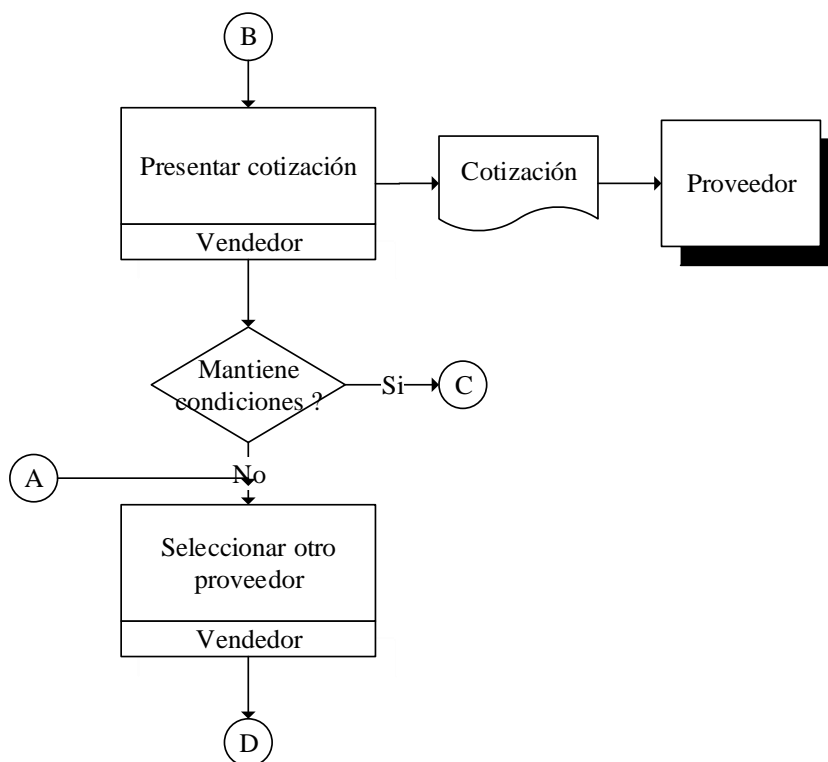 B
Presentar cotización
Vendedor
Cotización
Proveedor
Mantiene
condiciones ?
Si
C
No
A
Seleccionar otro
proveedor
Vendedor
D